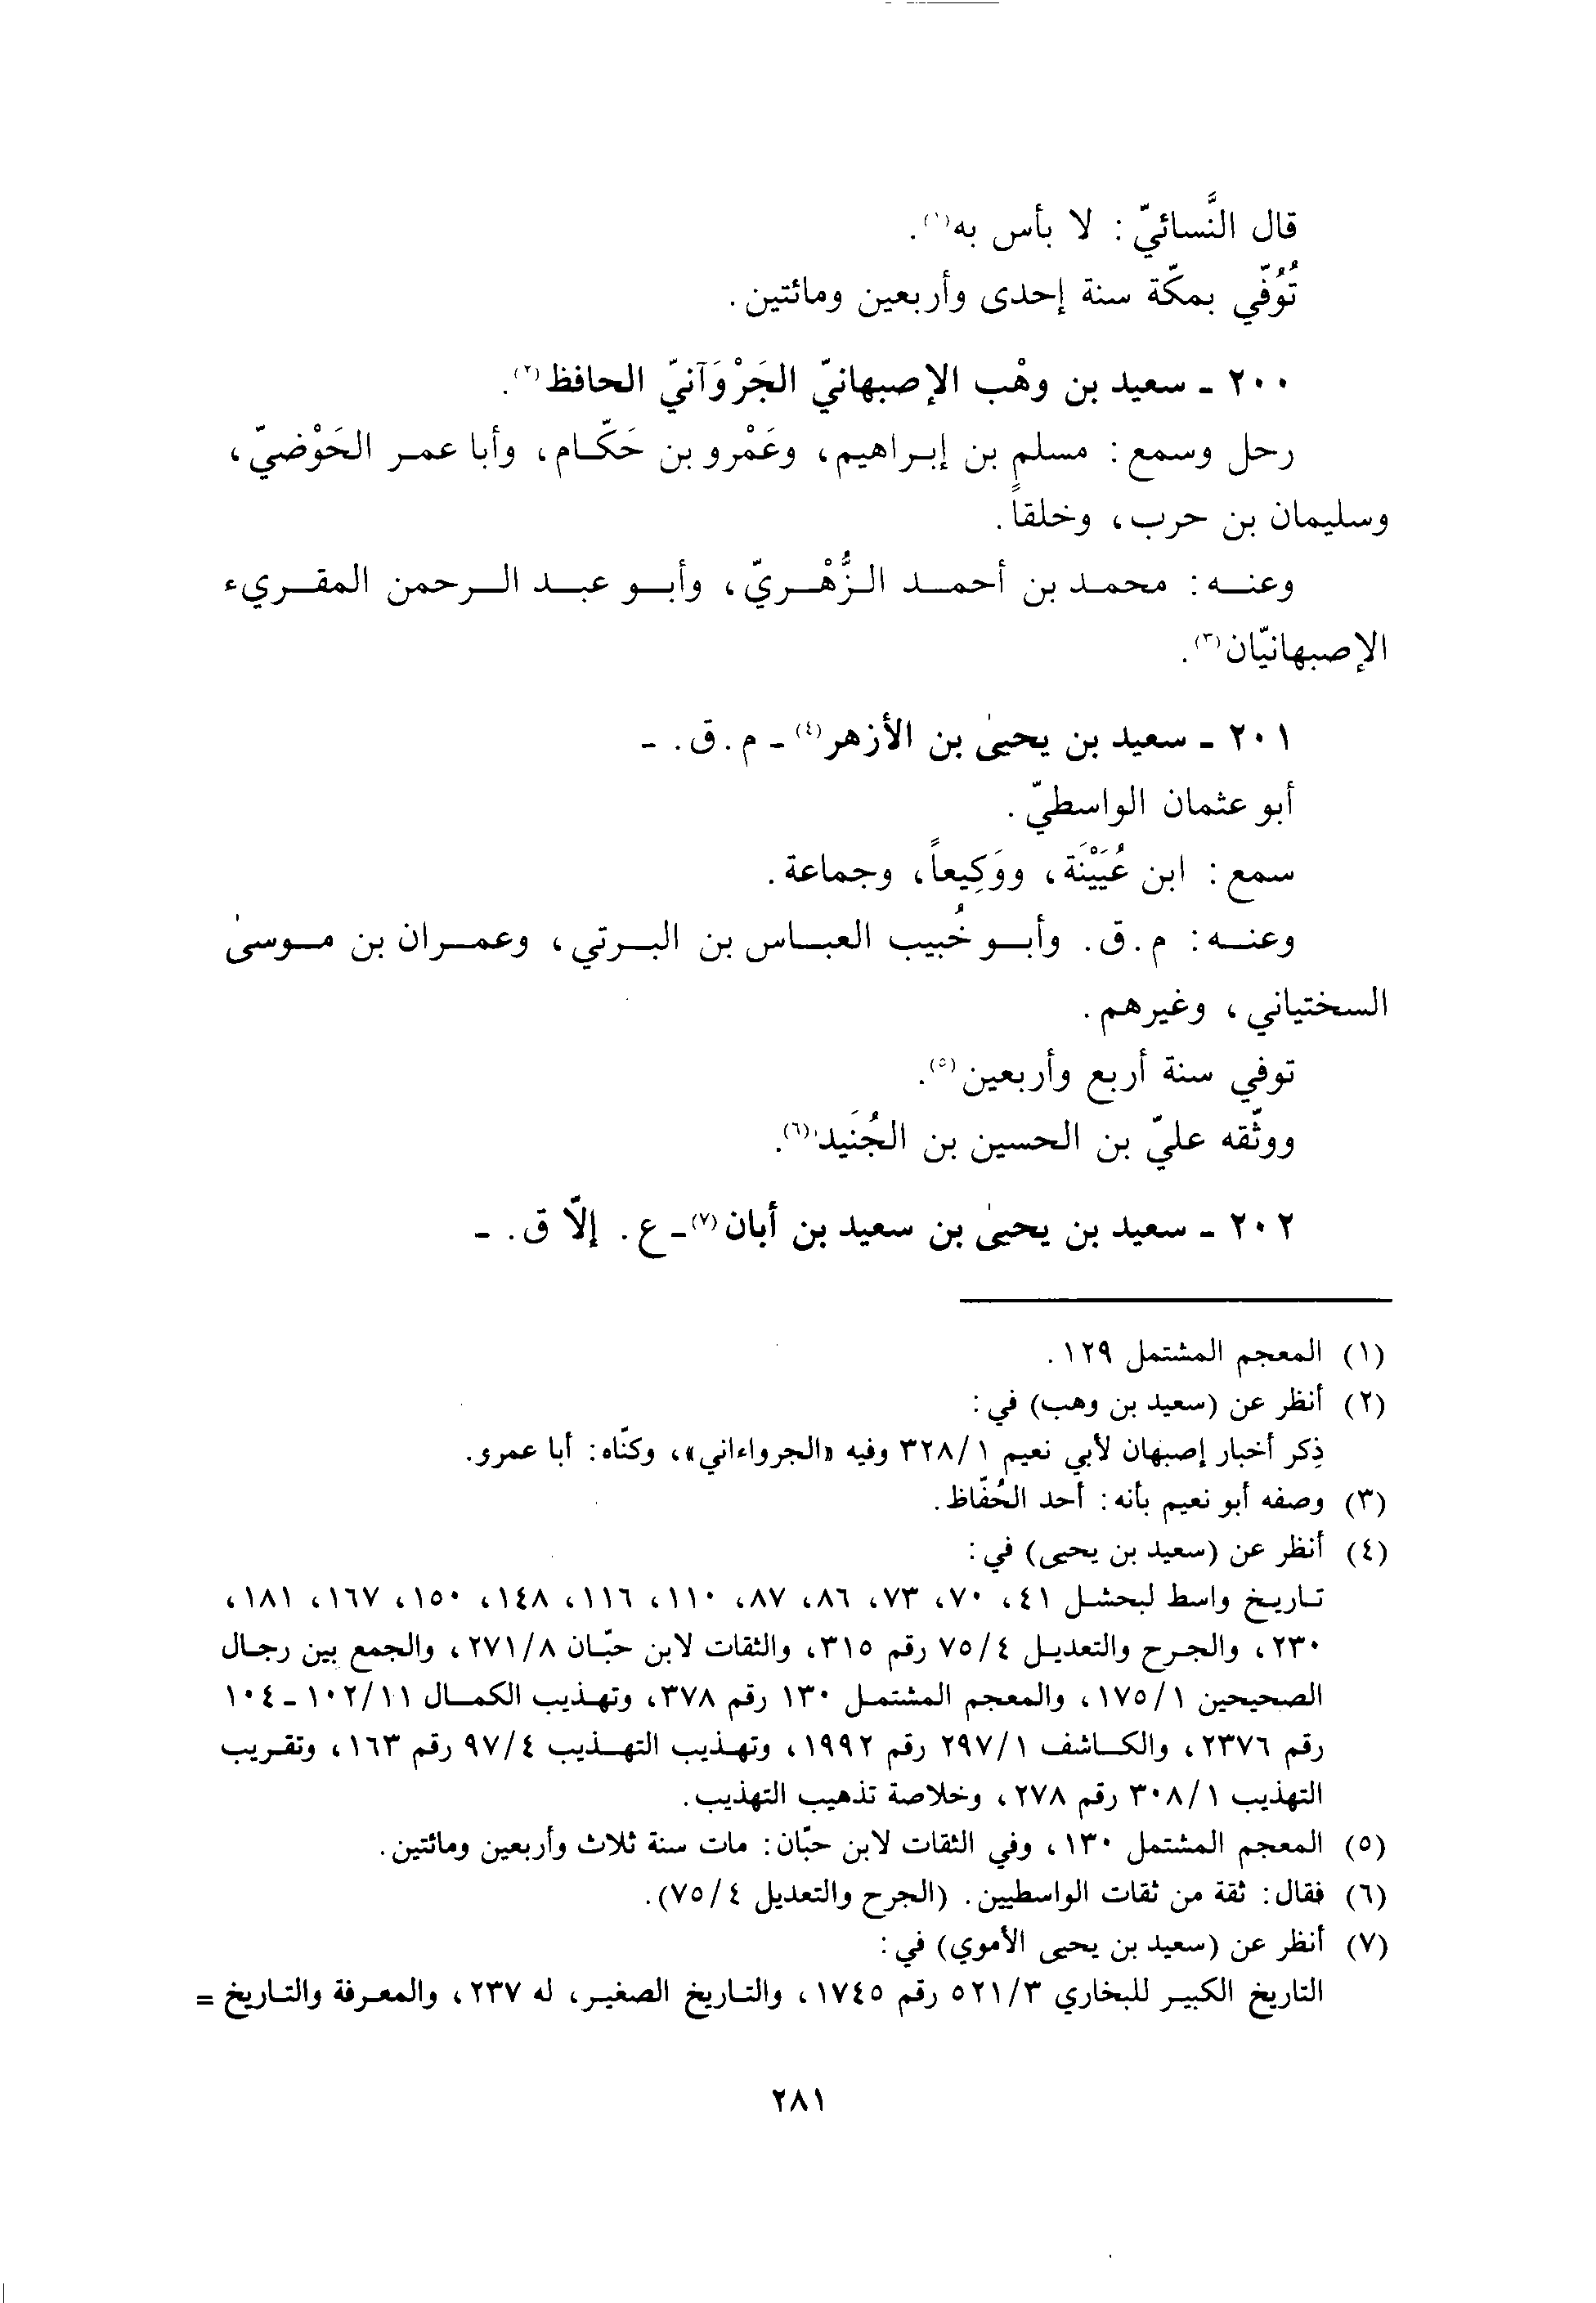 قال النَّسائيّ: لا بأس به(١).
تُوُفّي بمكّة سنة إحدى وأربعين ومائتين.
٢٠٠ - سعيد بن وهْب الإصبهانيّ الجَرْوَآنيّ الحافظ(٢).
رحل وسمع: مسلم بن إبراهيم، وعَمْرو بن حَكّام، وأبا عمر الحَوْضيّ،
وسليمان بن حرب، وخلقاً.
وعنه: محمد بن أحمد الزُّهْريّ، وأبو عبد الرحمن المقريء
الإصبهانيّان(٣).
٢٠١ - سعيد بن يحيىٰ بن الأزهر(٤) - م. ق. -
أبو عثمان الواسطيّ.
سمع: ابن عُيَيْنَة، ووَكِيعاً، وجماعة.
وعنه: م. ق. وأبو خُبيب العباس بن البرتي، وعمران بن موسىٰ
السختياني، وغيرهم.
توفي سنة أربع وأربعين(٥).
ووثّقه عليّ بن الحسين بن الجُنَيد(٦).
٢٠٢ - سعيد بن يحيىٰ بن سعيد بن أبان(٧) - ع. إلّا ق. -
(١) المعجم المشتمل ١٢٩.
(٢) أنظر عن (سعيد بن وهب) في:
ذِكر أخبار إصبهان لأبي نعيم ٣٢٨/١ وفيه «الجرواءاني»، وكنّاه: أبا عمرو.
(٣) وصفه أبو نعيم بأنه: أحد الحُفّاظ.
(٤) أنظر عن (سعيد بن يحيى) في:
تاريخ واسط لبحشل ٤١، ٧٠، ٧٣، ٨٦، ٨٧، ١١٠، ١١٦، ١٤٨، ١٥٠، ١٦٧، ١٨١،
٢٣٠، والجرح والتعديل ٧٥/٤ رقم ٣١٥، والثقات لابن حبّان ٢٧١/٨، والجمع بين رجال
الصحيحين ١٧٥/١، والمعجم المشتمل ١٣٠ رقم ٣٧٨، وتهذيب الكمال ١٠٢/١١ - ١٠٤
رقم ٢٣٧٦، والكاشف ٢٩٧/١ رقم ١٩٩٢، وتهذيب التهذيب ٩٧/٤ رقم ١٦٣، وتقريب
التهذيب ٣٠٨/١ رقم ٢٧٨، وخلاصة تذهيب التهذيب.
(٥) المعجم المشتمل ١٣٠، وفي الثقات لابن حبّان: مات سنة ثلاث وأربعين ومائتين.
(٦) فقال: ثقة من ثقات الواسطيين. (الجرح والتعديل ٧٥/٤).
(٧) أنظر عن (سعيد بن يحيى الأموي) في:
التاريخ الكبير للبخاري ٥٢١/٣ رقم ١٧٤٥، والتاريخ الصغير، له ٢٣٧، والمعرفة والتاريخ =
٢٨١